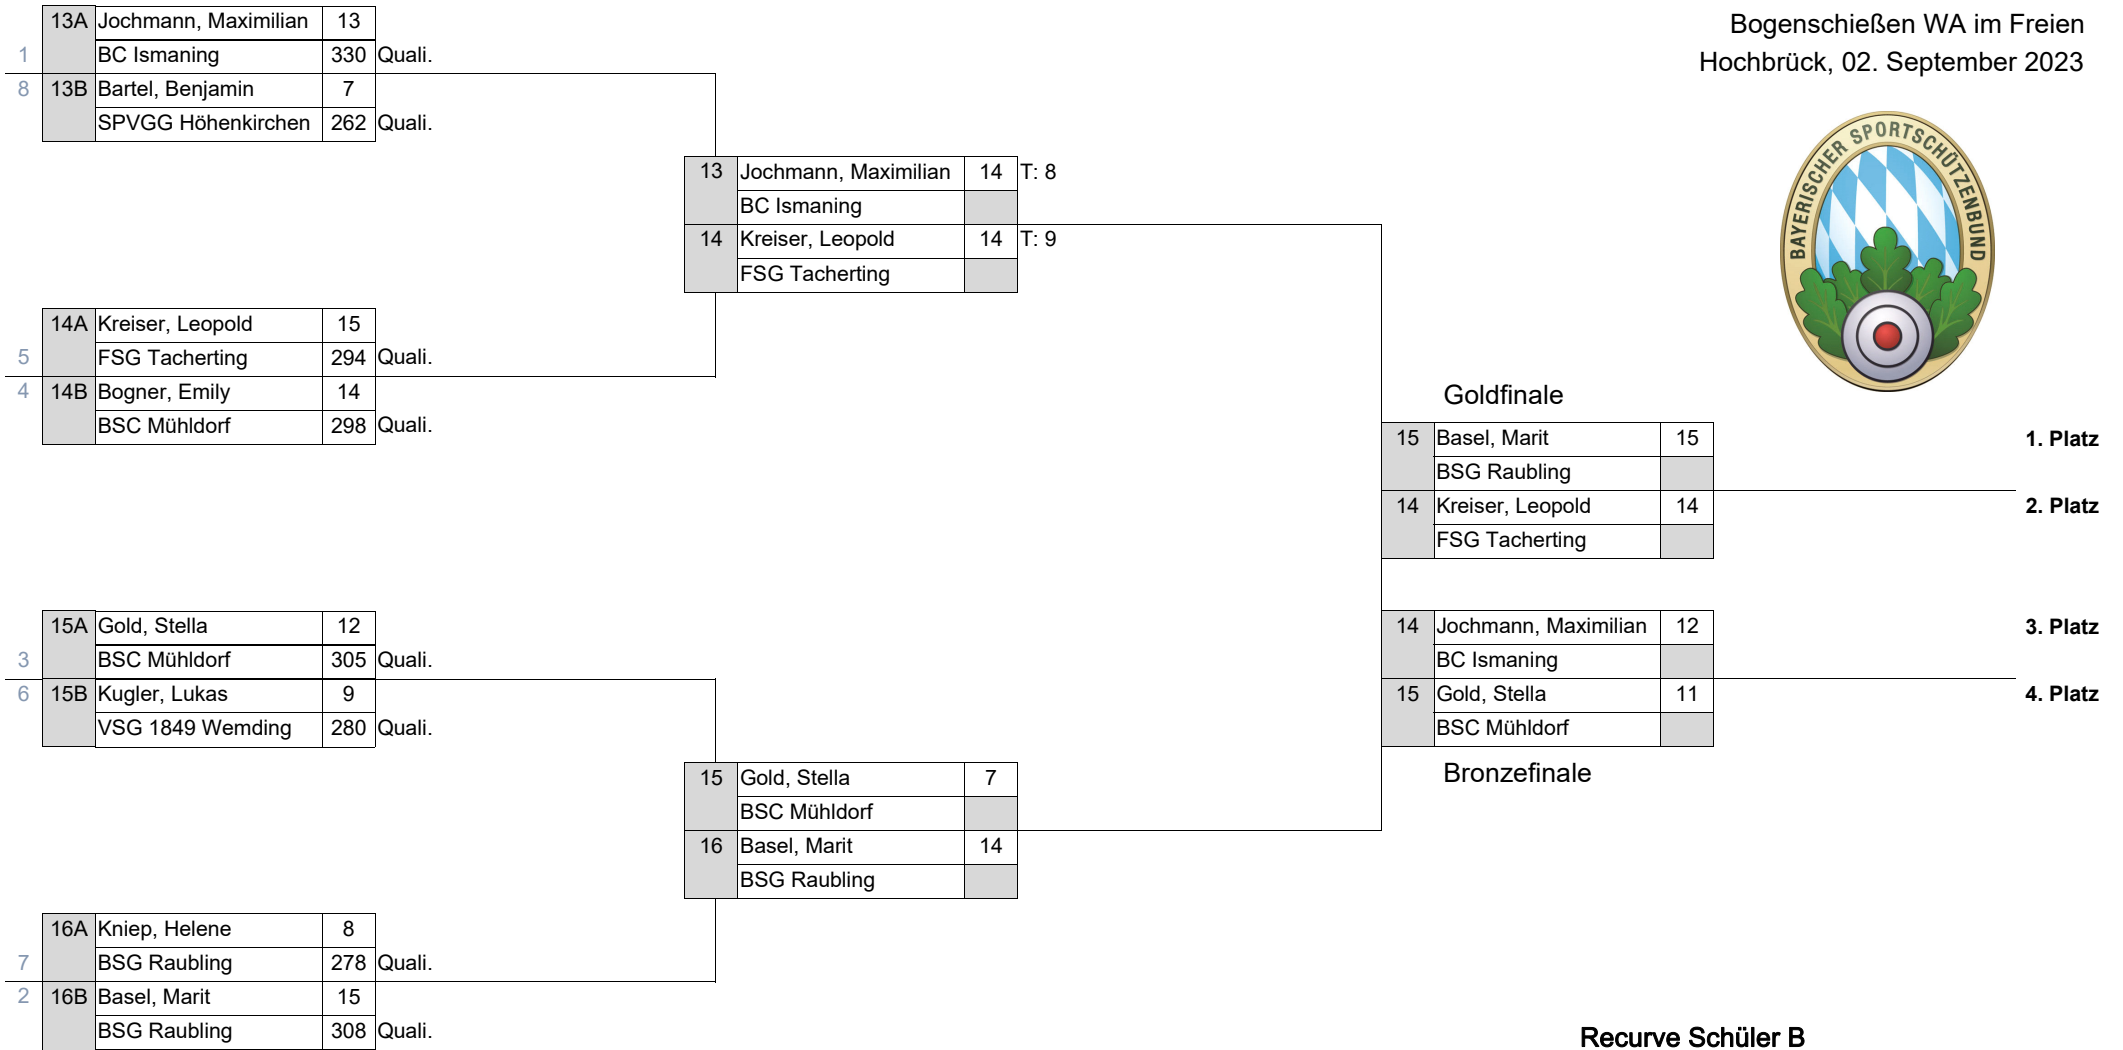 Bogenschießen WA im Freien
Hochbrück, 02. September 2023
BAYERISCHER SPORTSCHÜTZENBUND
13A Jochmann, Maximilian 13
1 BC Ismaning 330 Quali.
8 13B Bartel, Benjamin 7
SPVGG Höhenkirchen 262 Quali.
13 Jochmann, Maximilian 14 T: 8
BC Ismaning
14 Kreiser, Leopold 14 T: 9
FSG Tacherting
14A Kreiser, Leopold 15
5 FSG Tacherting 294 Quali.
4 14B Bogner, Emily 14
BSC Mühldorf 298 Quali.
Goldfinale
15 Basel, Marit 15 1. Platz
BSG Raubling
14 Kreiser, Leopold 14 2. Platz
FSG Tacherting
15A Gold, Stella 12
3 BSC Mühldorf 305 Quali.
6 15B Kugler, Lukas 9
VSG 1849 Wemding 280 Quali.
14 Jochmann, Maximilian 12 3. Platz
BC Ismaning
15 Gold, Stella 11 4. Platz
BSC Mühldorf
Bronzefinale
15 Gold, Stella 7
BSC Mühldorf
16 Basel, Marit 14
BSG Raubling
16A Kniep, Helene 8
7 BSG Raubling 278 Quali.
2 16B Basel, Marit 15
BSG Raubling 308 Quali.
Recurve Schüler B